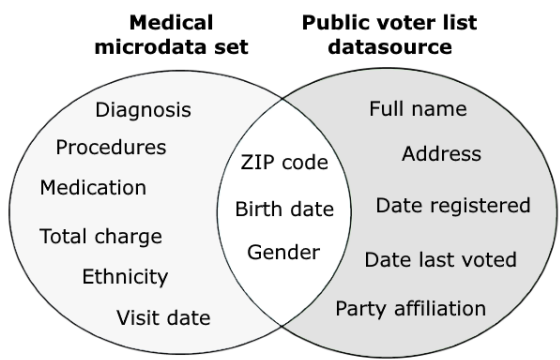 Medical
microdata set
Public voter list
datasource
Diagnosis
Procedures
Medication
Total charge
Ethnicity
Visit date
ZIP code
Birth date
Gender
Full name
Address
Date registered
Date last voted
Party affiliation